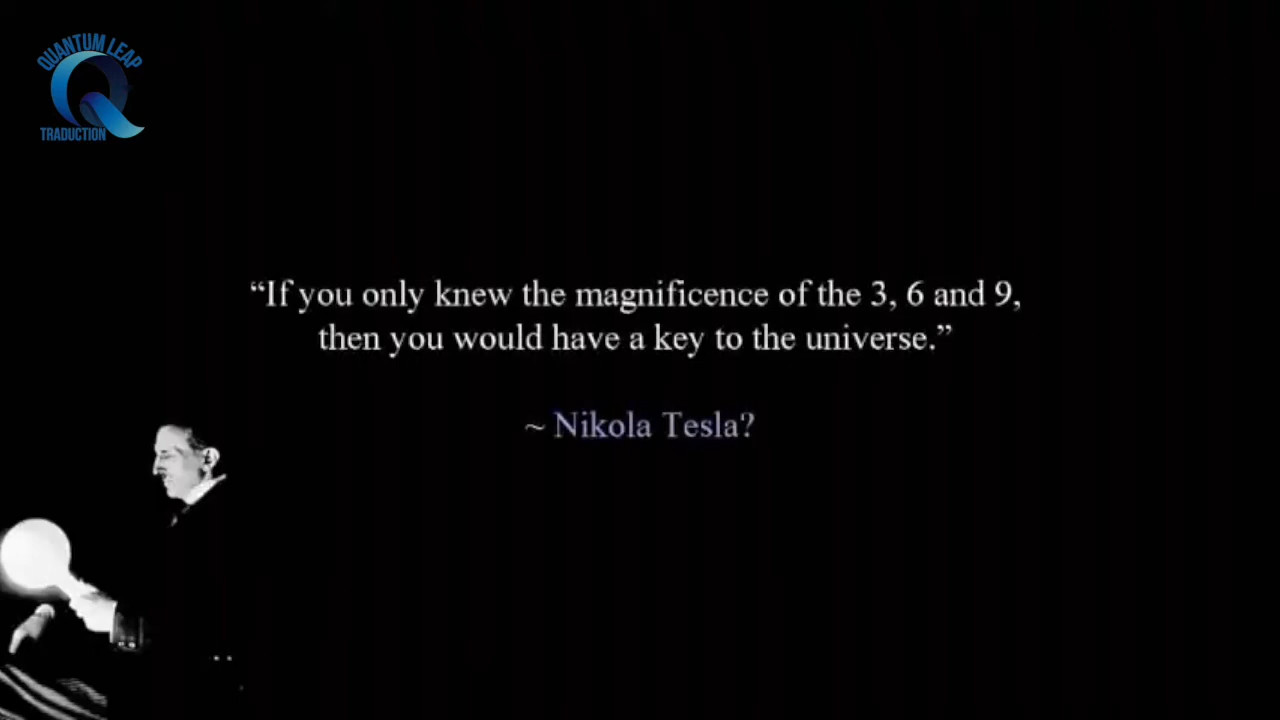 QUANTUM LEAP
TRADUCTION
“If you only knew the magnificence of the 3, 6 and 9,
then you would have a key to the universe.”
~ Nikola Tesla?